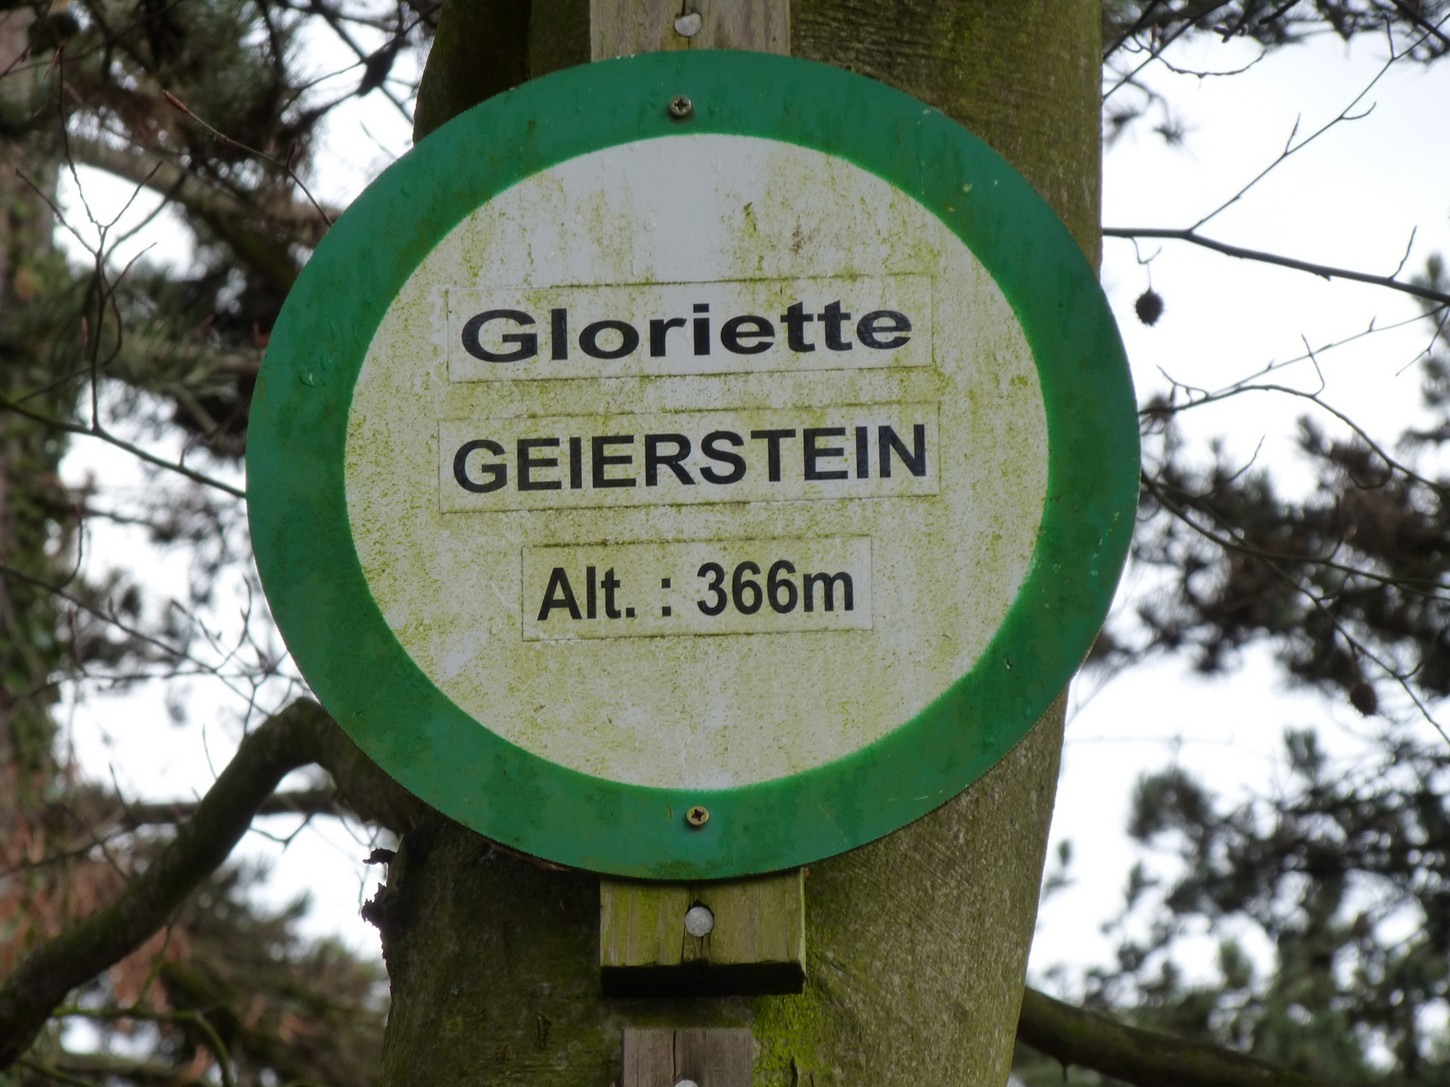 Gloriette
GEIERSTEIN
Alt. : 366m